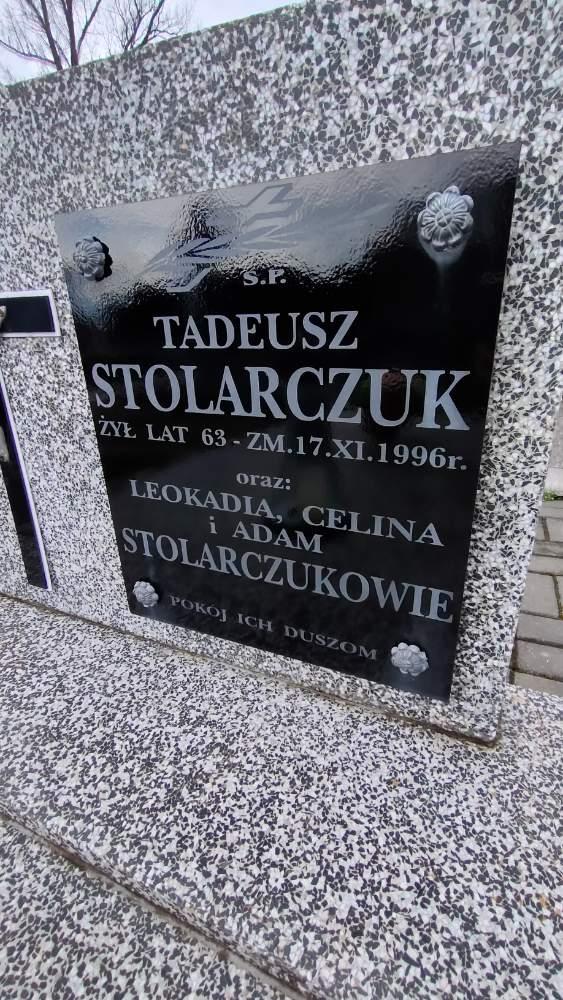 Ś.P.
TADEUSZ
STOLARCZUK
ŻYŁ LAT 63 - ZM.17.XI.1996r.
oraz:
LEOKADIA, CELINA
i ADAM
STOLARCZUKOWIE
POKÓJ ICH DUSZOM